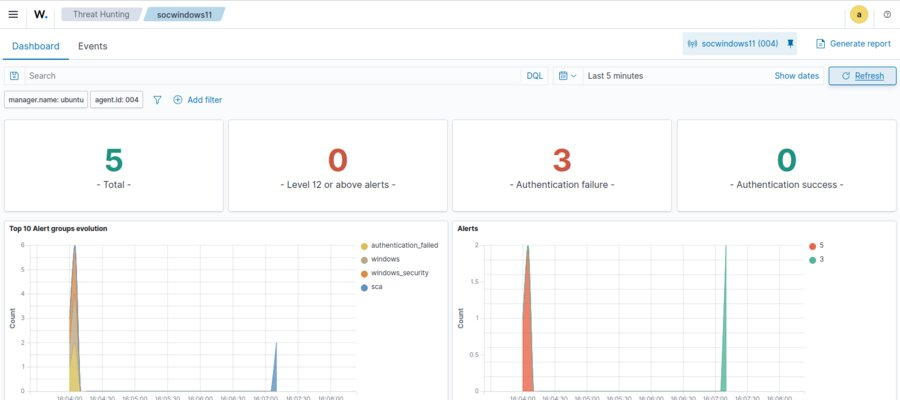 W. Threat Hunting socwindows11 a
Dashboard Events socwindows11 (004) Generate report
Search DQL Last 5 minutes Show dates Refresh
manager.name: ubuntu agent.id: 004 Add filter
5 0 3 0
- Total - - Level 12 or above alerts - - Authentication failure - - Authentication success -
Top 10 Alert groups evolution Alerts
6
5
4
3
2
1
0
Count
authentication_failed
windows
windows_security
sca
16:04:00 16:04:30 16:05:00 16:05:30 16:06:00 16:06:30 16:07:00 16:07:30 16:08:00
2
1.5
1
0.5
0
Count
5
3
16:04:00 16:04:30 16:05:00 16:05:30 16:06:00 16:06:30 16:07:00 16:07:30 16:08:00